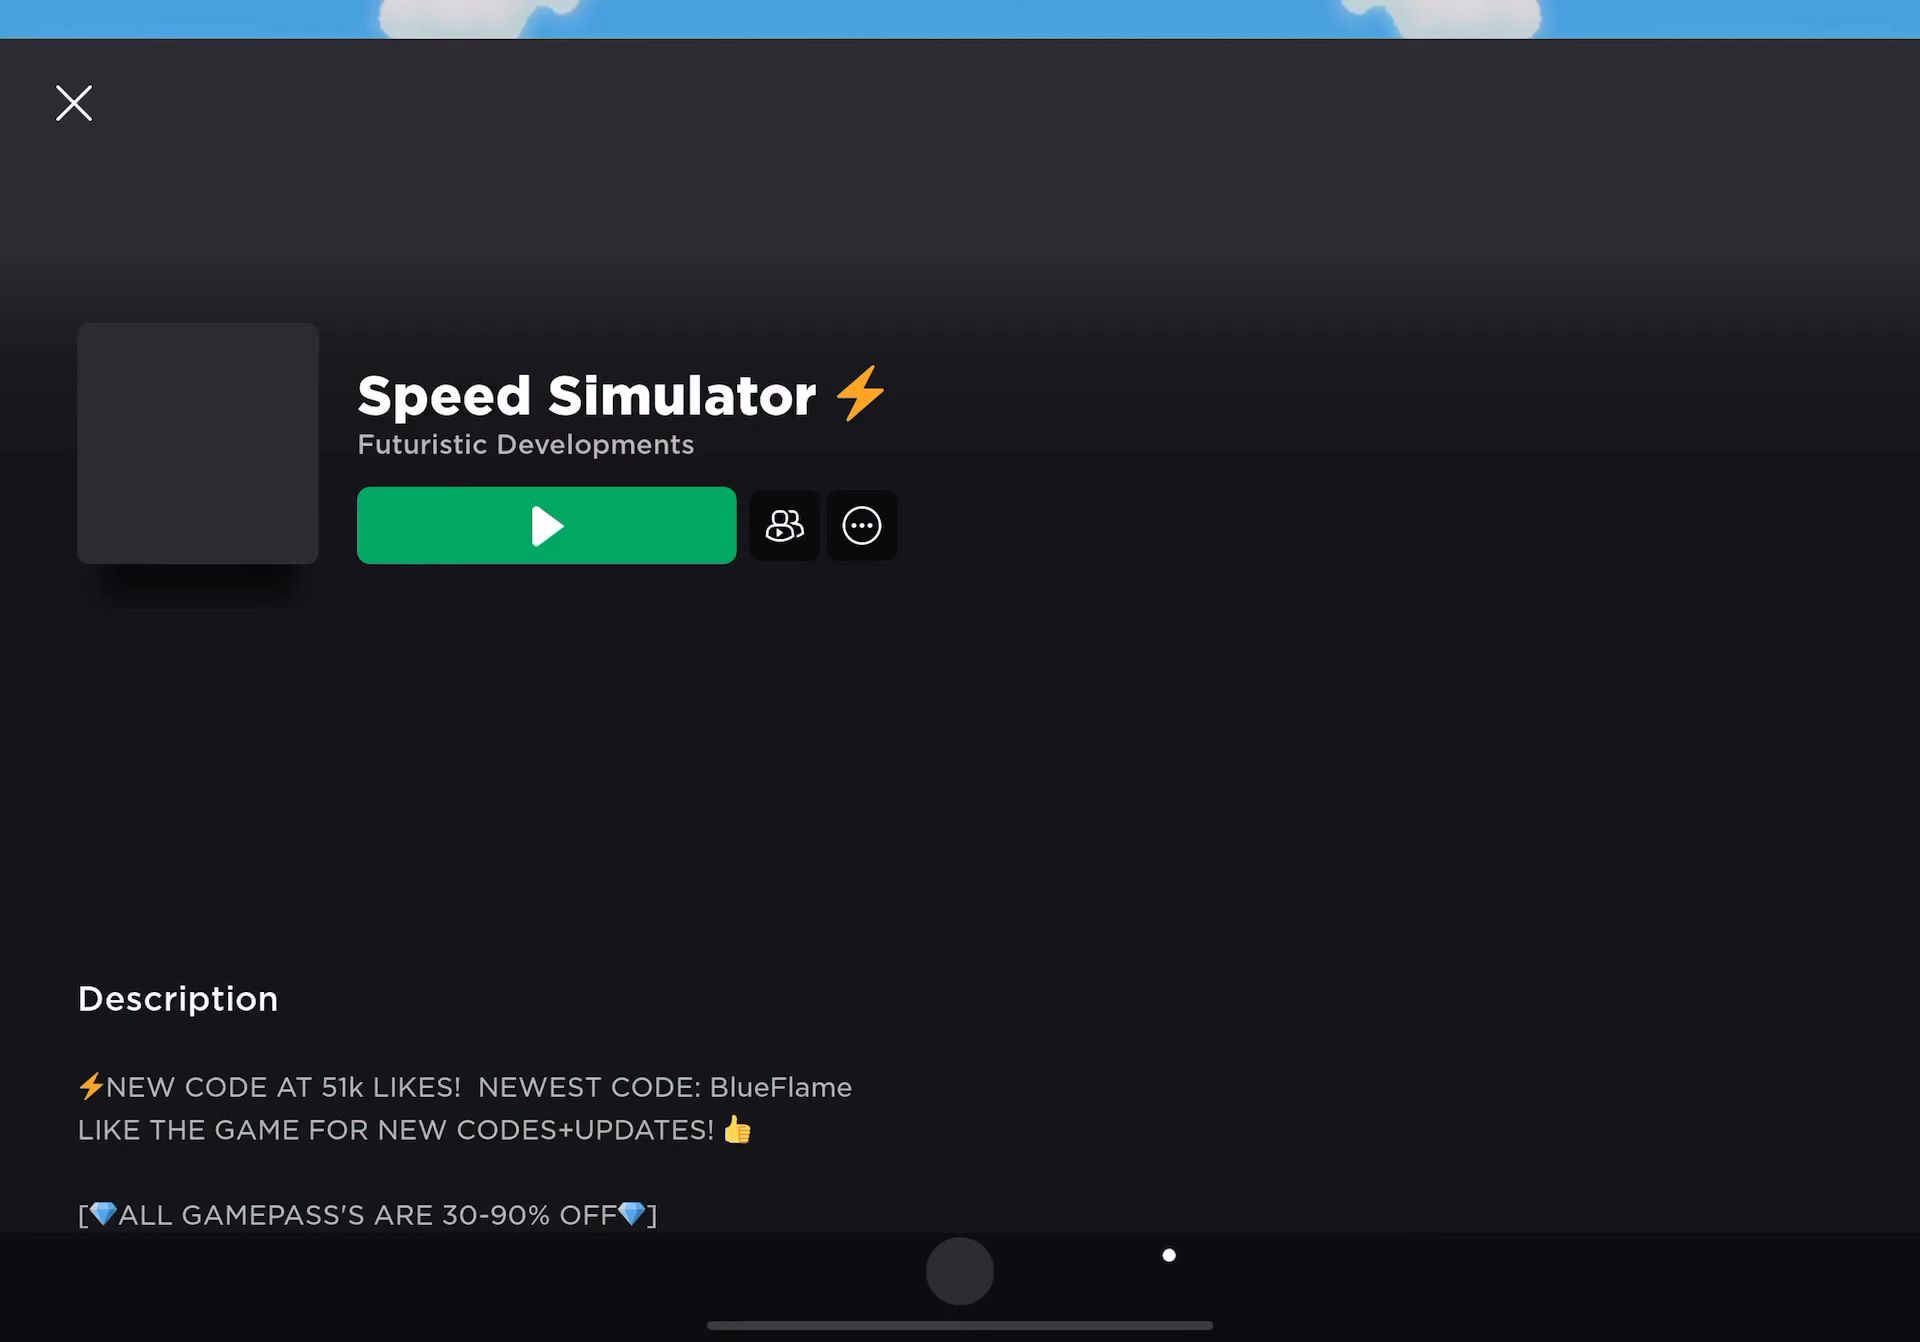 Speed Simulator ⚡
Futuristic Developments
Description
⚡NEW CODE AT 51k LIKES!  NEWEST CODE: BlueFlame
LIKE THE GAME FOR NEW CODES+UPDATES! 👍
[💎ALL GAMEPASS'S ARE 30-90% OFF💎]